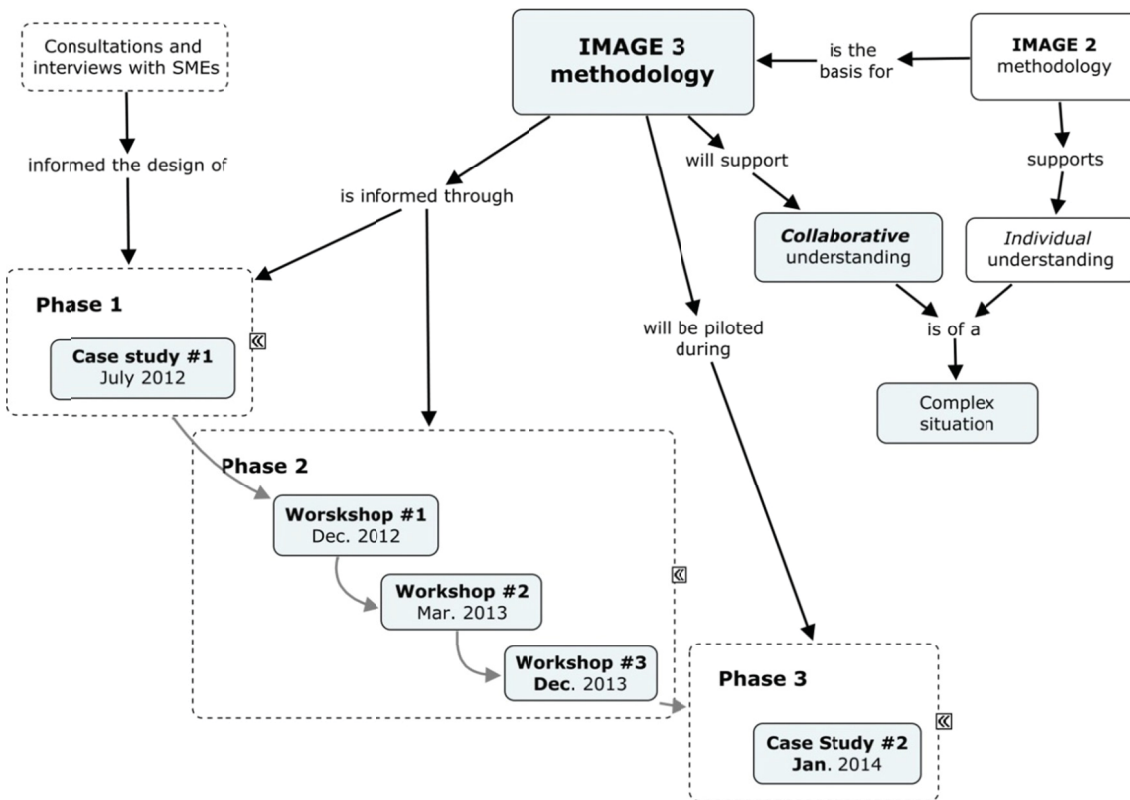 Consultations and
interviews with SMEs
informed the design of
IMAGE 3
methodology
is the
basis for
IMAGE 2
methodology
is informed through
will support
supports
Collaborative
understanding
Individual
understanding
is of a
Complex
situation
will be piloted
during
Phase 1
Case study #1
July 2012
Phase 2
Worskshop #1
Dec. 2012
Workshop #2
Mar. 2013
Workshop #3
Dec. 2013
Phase 3
Case Study #2
Jan. 2014